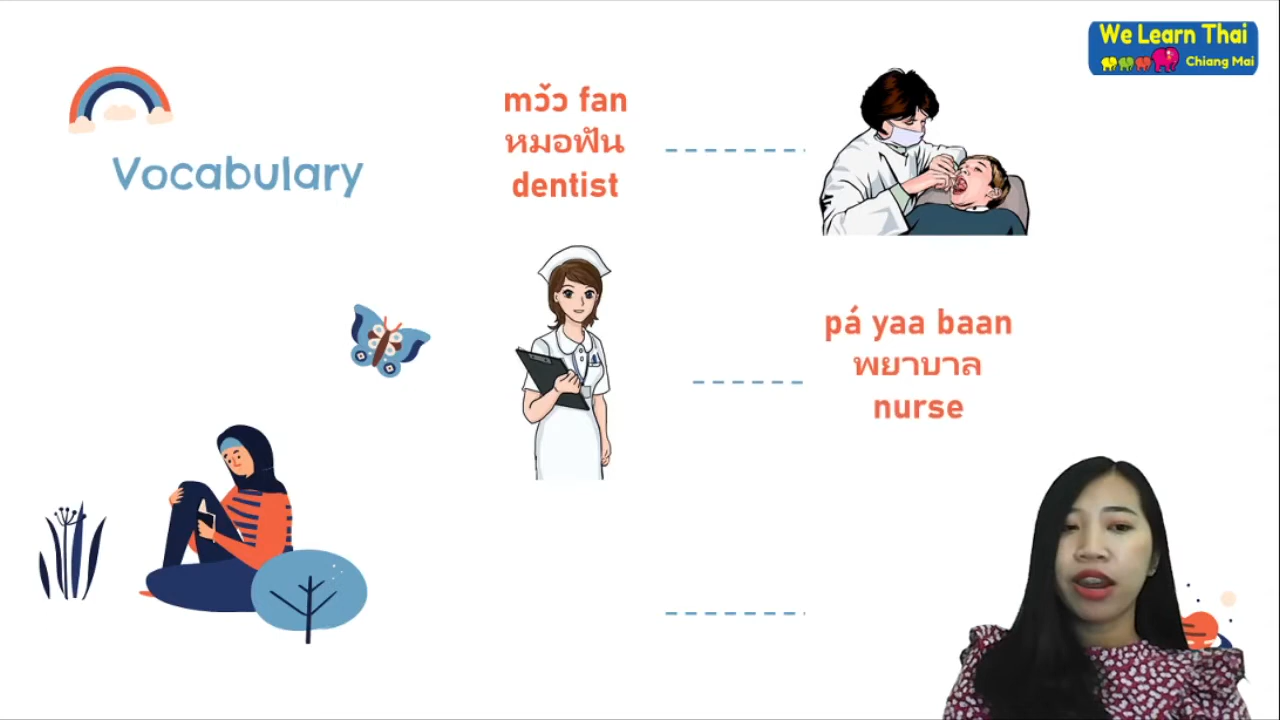 We Learn Thai
Chiang Mai
Vocabulary
mɔ̌ɔ fan
หมอฟัน
dentist
pá yaa baan
พยาบาล
nurse